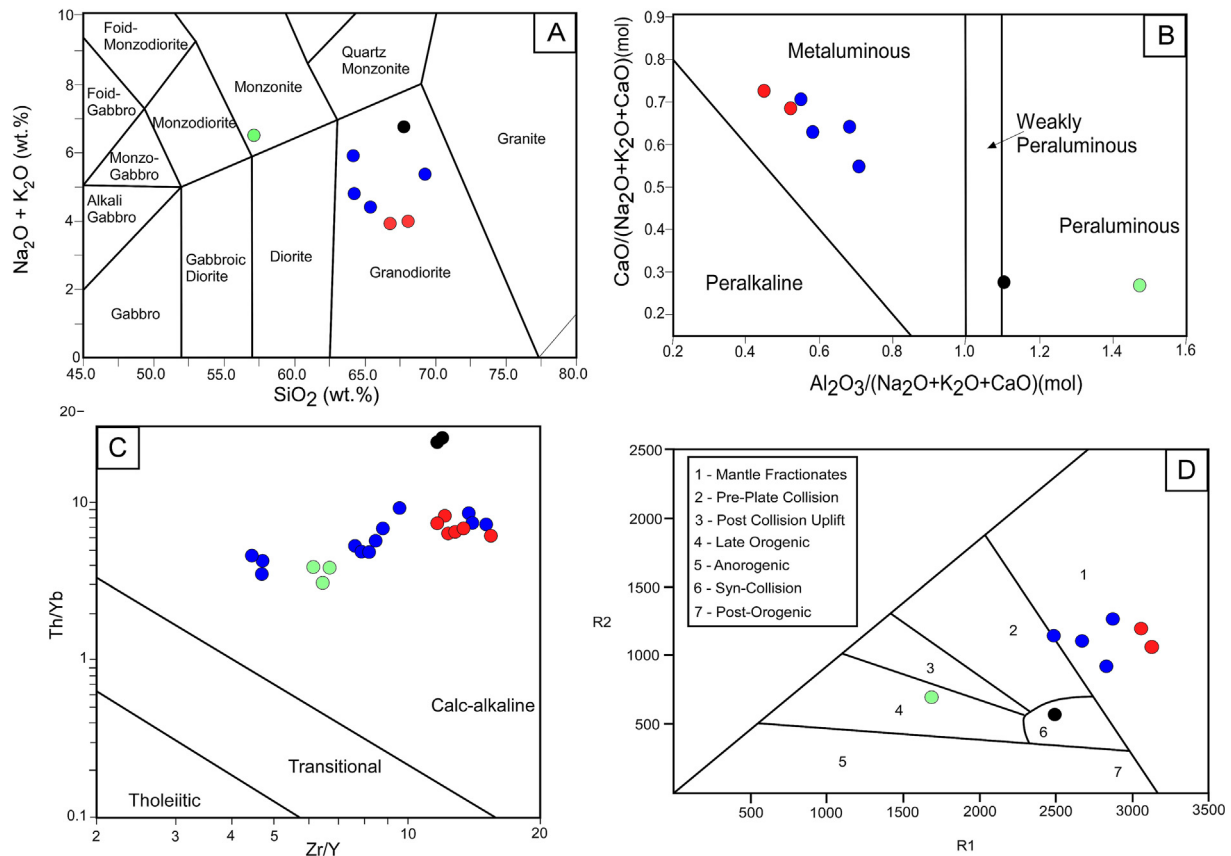 A
Na2O + K2O (wt.%)
10
8
6
4
2
0
Foid-
Monzodiorite
Foid-
Gabbro
Monzo-
Gabbro
Alkali
Gabbro
Monzodiorite
Monzonite
Quartz
Monzonite
Granite
Gabbro
Gabbroic
Diorite
Diorite
Granodiorite
45.0 50.0 55.0 60.0 65.0 70.0 75.0 80.0
SiO2 (wt.%)
B
CaO/(Na2O+K2O+CaO)(mol)
0.9
0.8
0.7
0.6
0.5
0.4
0.3
0.2
Metaluminous
Weakly
Peraluminous
Peraluminous
Peralkaline
0.2 0.4 0.6 0.8 1.0 1.2 1.4 1.6
Al2O3/(Na2O+K2O+CaO)(mol)
C
Th/Yb
20
10
1
0.1
Calc-alkaline
Transitional
Tholeiitic
2 3 4 5 10 20
Zr/Y
D
R2
2500
2000
1500
1000
500
1 - Mantle Fractionates
2 - Pre-Plate Collision
3 - Post Collision Uplift
4 - Late Orogenic
5 - Anorogenic
6 - Syn-Collision
7 - Post-Orogenic
1
2
3
4
6
5
7
500 1000 1500 2000 2500 3000 3500
R1